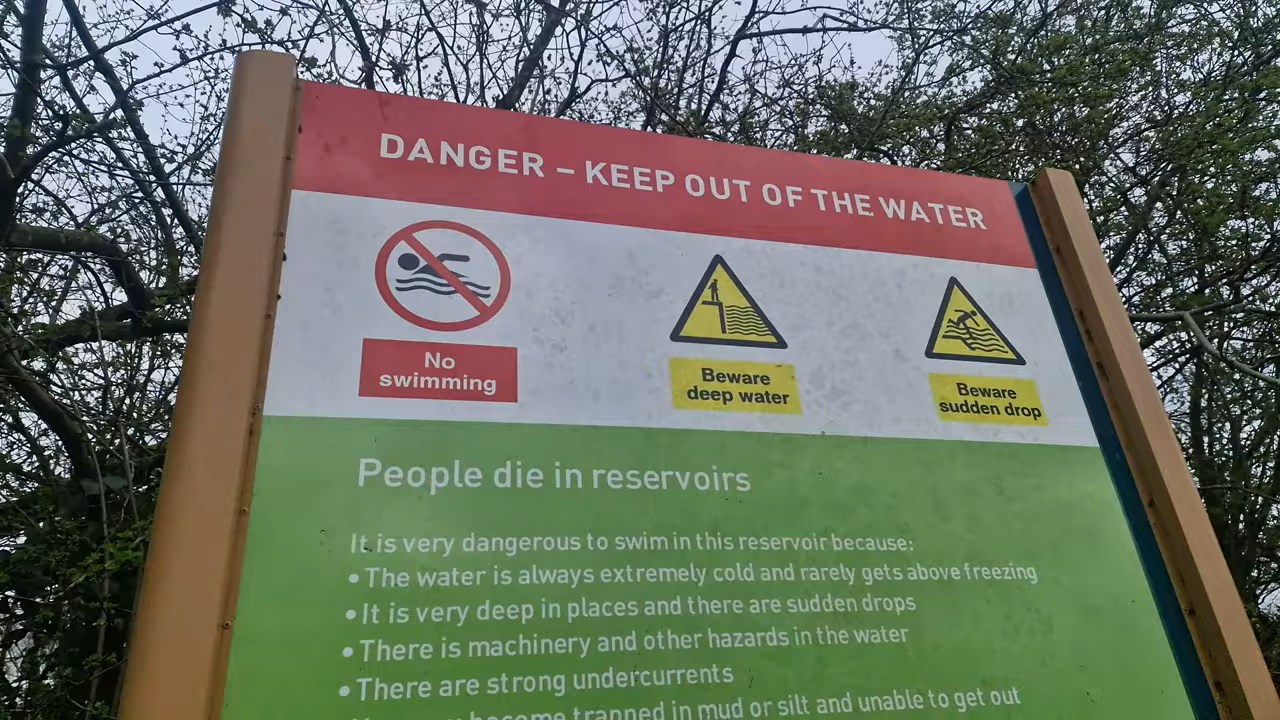 DANGER – KEEP OUT OF THE WATER
No
swimming
Beware
deep water
Beware
sudden drop
People die in reservoirs
It is very dangerous to swim in this reservoir because:
• The water is always extremely cold and rarely gets above freezing
• It is very deep in places and there are sudden drops
• There is machinery and other hazards in the water
• There are strong undercurrents
become trapped in mud or silt and unable to get out